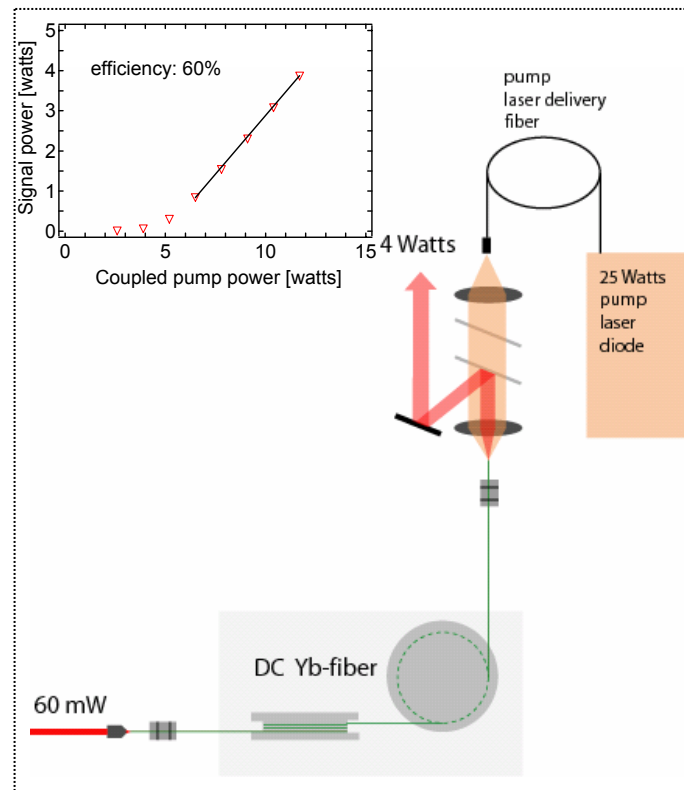 5
4
3
2
1
0
Signal power [watts]
efficiency: 60%
0
5
10
15
Coupled pump power [watts]
pump
laser delivery
fiber
4 Watts
25 Watts
pump
laser
diode
DC Yb-fiber
60 mW